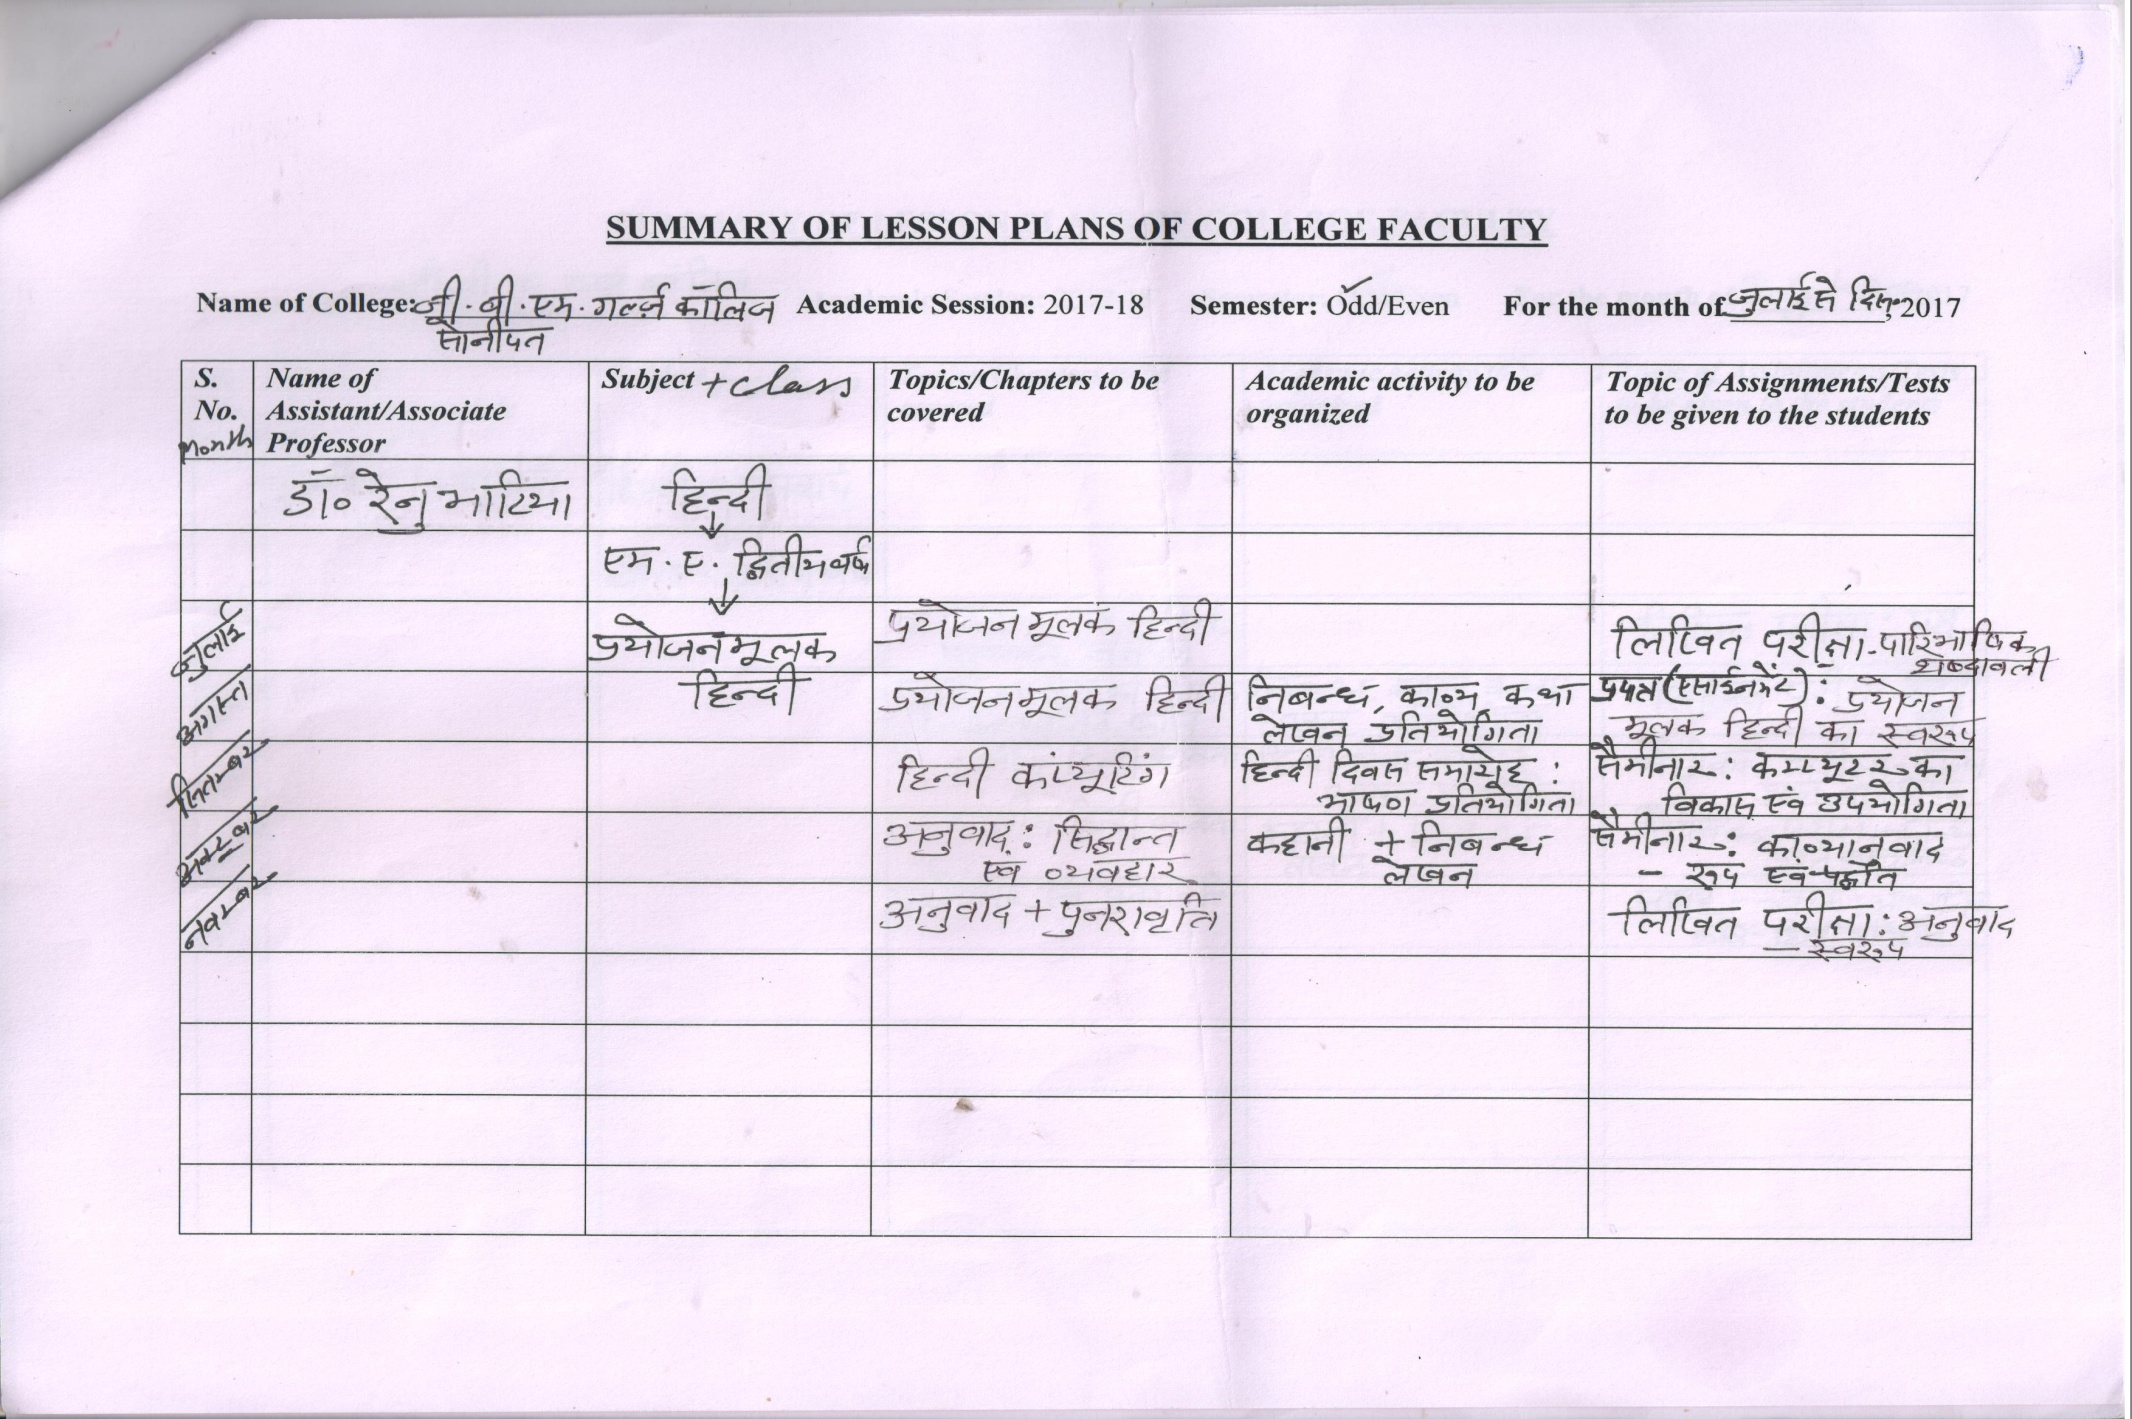 SUMMARY OF LESSON PLANS OF COLLEGE FACULTY
Name of College: जी.वी.एम. गर्ल्ज़ कॉलिज Academic Session: 2017-18 Semester: Odd/Even For the month of जुलाई से दिस., 2017
सोनीपत
S. No. Month
Name of Assistant/Associate Professor
Subject + class
Topics/Chapters to be covered
Academic activity to be organized
Topic of Assignments/Tests to be given to the students
डॉ० रेनु भाटिया हिन्दी
एम.ए. द्वितीय वर्ष
जुलाई प्रयोजनमूलक प्रयोजन मूलक हिन्दी लिखित परीक्षा - पारिभाषिक
शब्दावली
अगस्त हिन्दी प्रयोजनमूलक हिन्दी निबन्ध, काव्य, कथा प्रदत्त (एसाईनमेंट) : प्रयोजन
लेखन प्रतियोगिता मूलक हिन्दी का स्वरूप
सितम्बर हिन्दी कंप्यूटिंग हिन्दी दिवस समारोह : सैमीनार : कम्प्यूटर का
भाषण प्रतियोगिता विकास एवं उपयोगिता
अक्टूबर अनुवाद : सिद्धान्त कहानी + निबन्ध सैमीनार : काव्यानुवाद
एवं व्यवहार लेखन - रूप एवं पद्धति
नवम्बर अनुवाद + पुनरावृति लिखित परीक्षा : अनुवाद
- स्वरूप